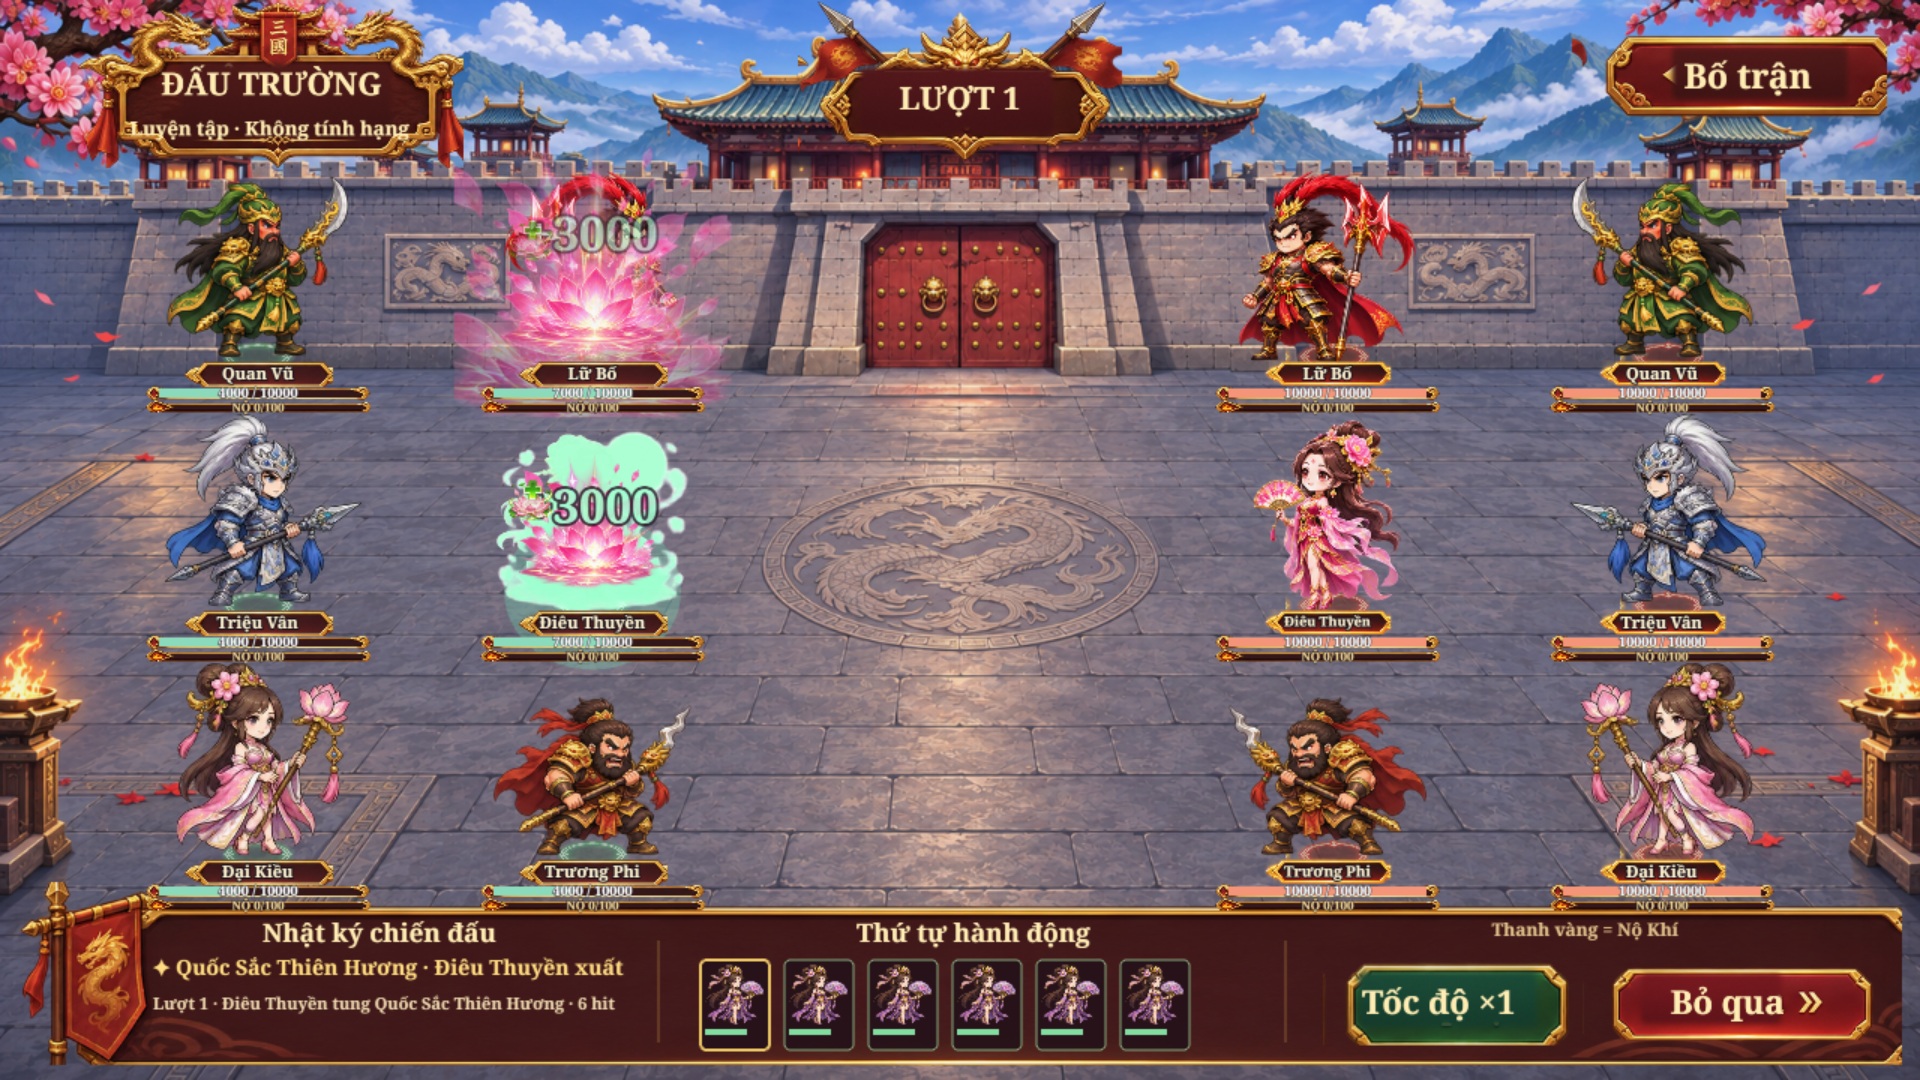 三國
ĐẤU TRƯỜNG
Luyện tập · Không tính hạng
LƯỢT 1
Bố trận
+3000
Quan Vũ
4000 / 10000
NỘ 0/100
Lữ Bố
7000 / 10000
NỘ 0/100
Lữ Bố
10000 / 10000
NỘ 0/100
Quan Vũ
10000 / 10000
NỘ 0/100
+3000
Triệu Vân
4000 / 10000
NỘ 0/100
Điêu Thuyền
7000 / 10000
NỘ 0/100
Điêu Thuyền
10000 / 10000
NỘ 0/100
Triệu Vân
10000 / 10000
NỘ 0/100
Đại Kiều
4000 / 10000
NỘ 0/100
Trương Phi
4000 / 10000
NỘ 0/100
Trương Phi
10000 / 10000
NỘ 0/100
Đại Kiều
10000 / 10000
NỘ 0/100
Nhật ký chiến đấu
✦ Quốc Sắc Thiên Hương · Điêu Thuyền xuất
Lượt 1 · Điêu Thuyền tung Quốc Sắc Thiên Hương · 6 hit
Thứ tự hành động
Thanh vàng = Nộ Khí
Tốc độ ×1
Bỏ qua »